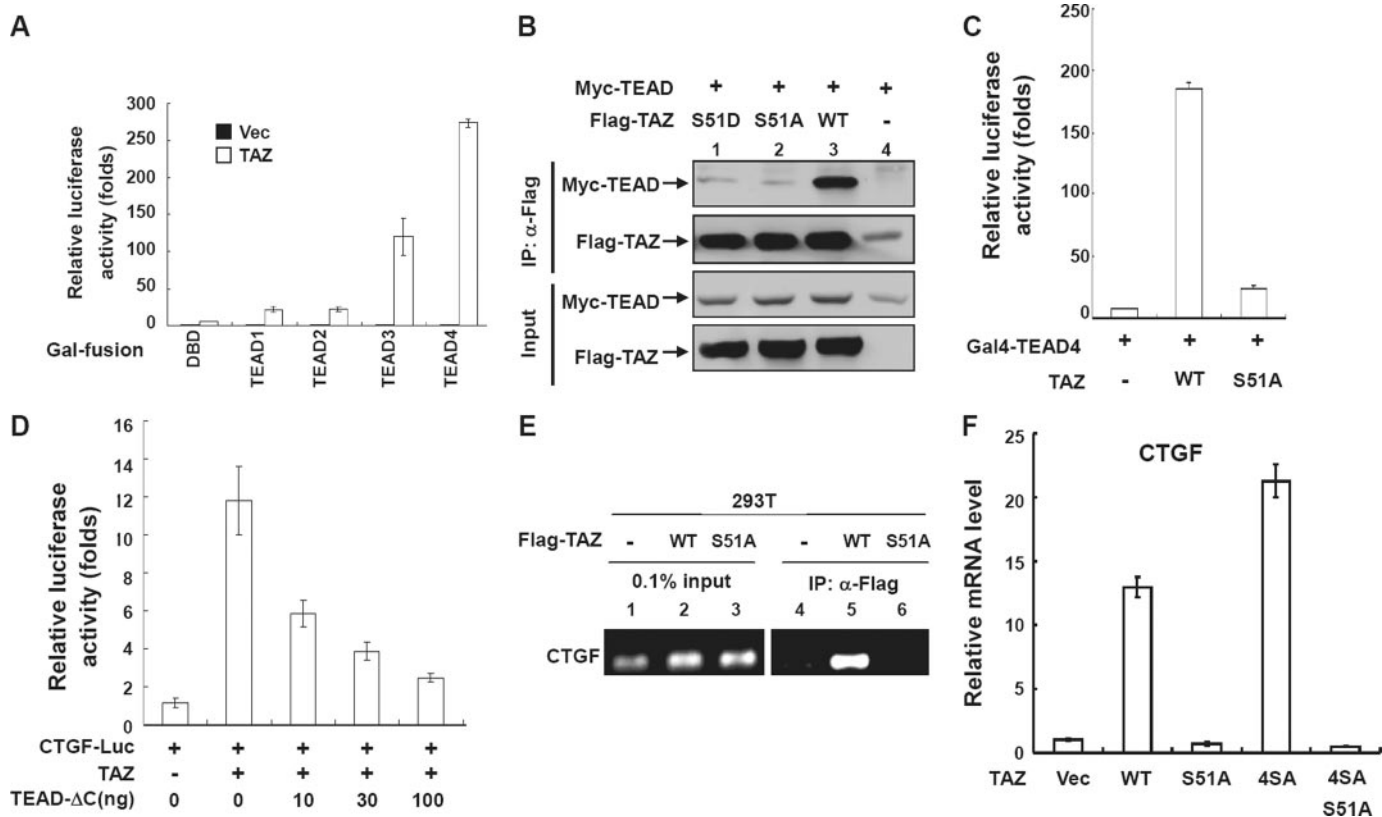 A
Relative luciferase activity (folds)
300
250
200
150
100
50
0
Vec
TAZ
Gal-fusion
DBD
TEAD1
TEAD2
TEAD3
TEAD4
B
Myc-TEAD + + + +
Flag-TAZ S51D S51A WT -
1 2 3 4
IP: α-Flag
Myc-TEAD
Flag-TAZ
Input
Myc-TEAD
Flag-TAZ
C
Relative luciferase activity (folds)
250
200
150
100
50
0
Gal4-TEAD4 + + +
TAZ - WT S51A
D
Relative luciferase activity (folds)
16
14
12
10
8
6
4
2
0
CTGF-Luc + + + + +
TAZ - + + + +
TEAD-ΔC(ng) 0 0 10 30 100
E
293T
Flag-TAZ - WT S51A - WT S51A
0.1% input IP: α-Flag
1 2 3 4 5 6
CTGF
F
CTGF
Relative mRNA level
25
20
15
10
5
0
TAZ Vec WT S51A 4SA 4SA
S51A